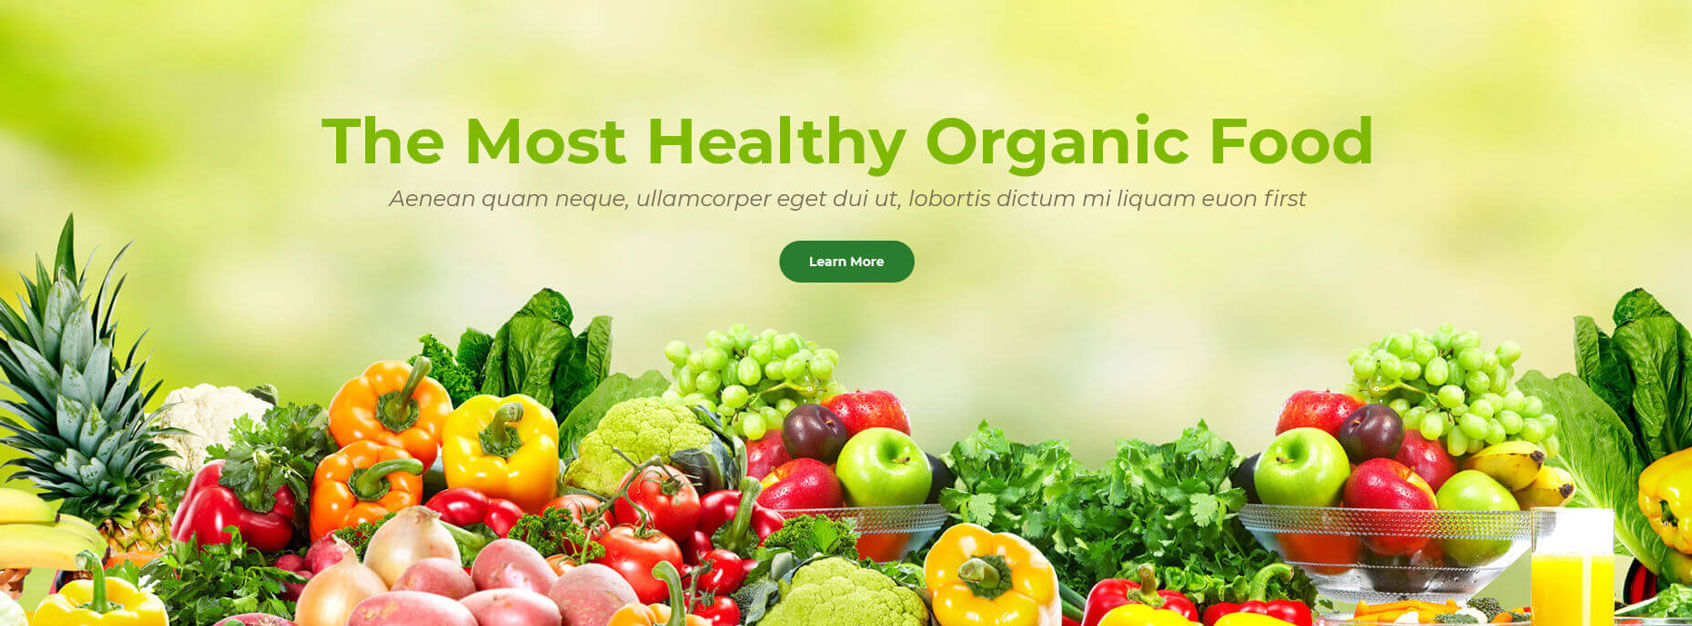 The Most Healthy Organic Food
Aenean quam neque, ullamcorper eget dui ut, lobortis dictum mi liquam euon first
Learn More